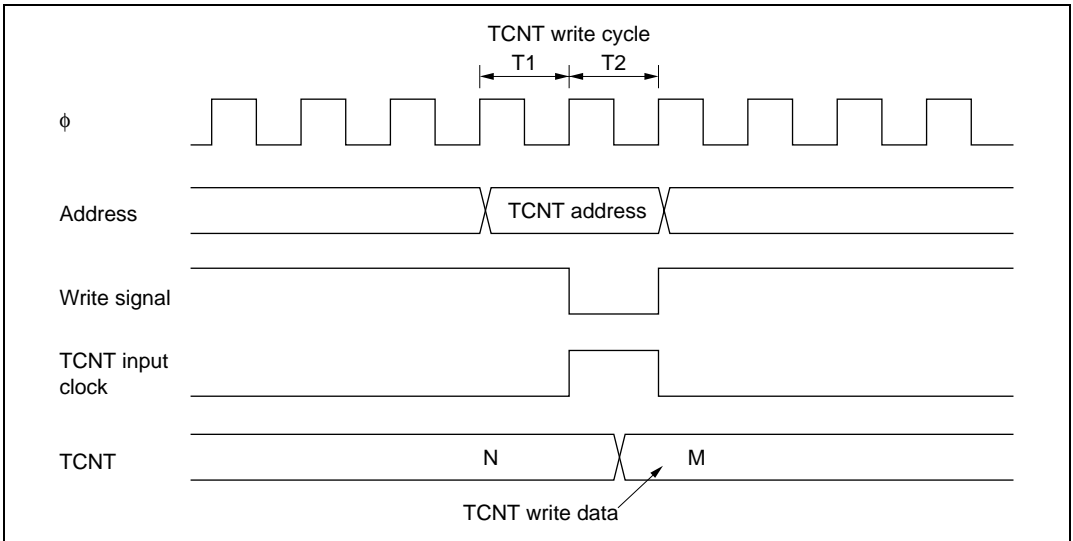 TCNT write cycle
T1 T2
ϕ
Address
TCNT address
Write signal
TCNT input
clock
TCNT
N M
TCNT write data